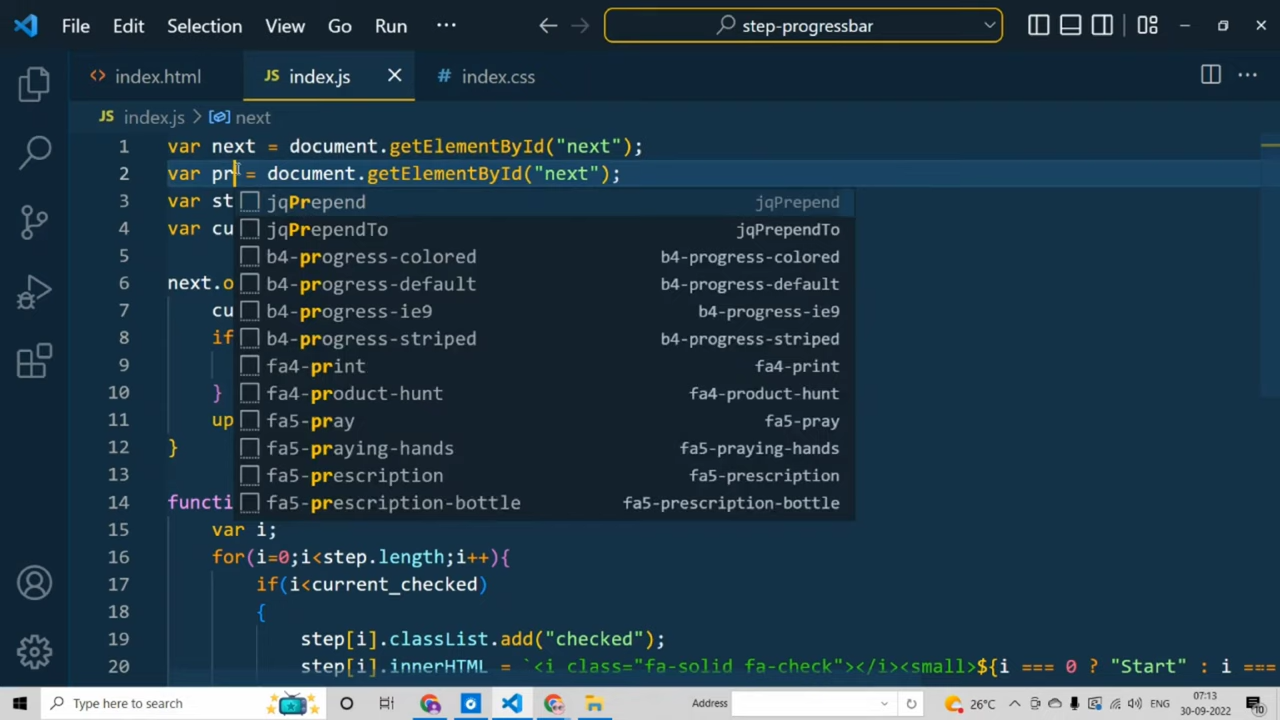 File Edit Selection View Go Run ··· step-progressbar
index.html JS index.js # index.css
JS index.js > next
1 var next = document.getElementById("next");
2 var pr = document.getElementById("next");
3 var st jqPrepend jqPrepend
4 var cu jqPrependTo jqPrependTo
5 b4-progress-colored b4-progress-colored
6 next.o b4-progress-default b4-progress-default
7 cu b4-progress-ie9 b4-progress-ie9
8 if b4-progress-striped b4-progress-striped
9 fa4-print fa4-print
10 } fa4-product-hunt fa4-product-hunt
11 up fa5-pray fa5-pray
12 } fa5-praying-hands fa5-praying-hands
13 fa5-prescription fa5-prescription
14 functi fa5-prescription-bottle fa5-prescription-bottle
15 var i;
16 for(i=0;i<step.length;i++){
17 if(i<current_checked)
18 {
19 step[i].classList.add("checked");
20 step[i].innerHTML = `<i class="fa-solid fa-check"></i><small>${i === 0 ? "Start" : i ===
Type here to search Address 26°C 07:13
30-09-2022 10